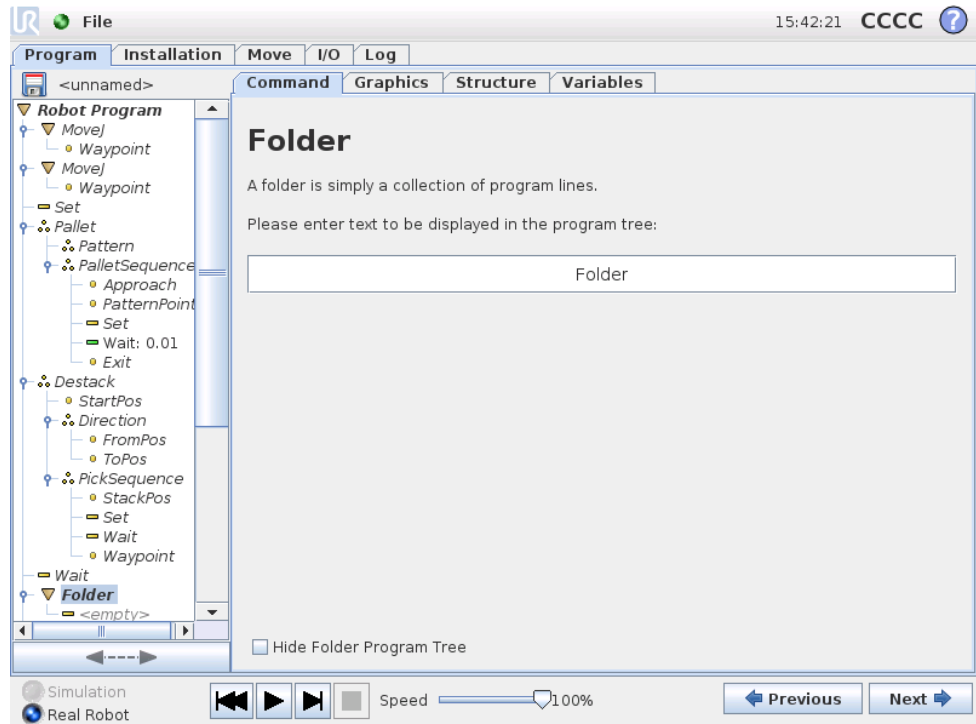 UR File 15:42:21 CCCC ?
Program Installation Move I/O Log
<unnamed>
Command Graphics Structure Variables
Robot Program
MoveJ
Waypoint
MoveJ
Waypoint
Set
Pallet
Pattern
PalletSequence
Approach
PatternPoint
Set
Wait: 0.01
Exit
Destack
StartPos
Direction
FromPos
ToPos
PickSequence
StackPos
Set
Wait
Waypoint
Wait
Folder
<empty>
Folder
A folder is simply a collection of program lines.
Please enter text to be displayed in the program tree:
Folder
Hide Folder Program Tree
Simulation
Real Robot
Speed 100%
Previous Next